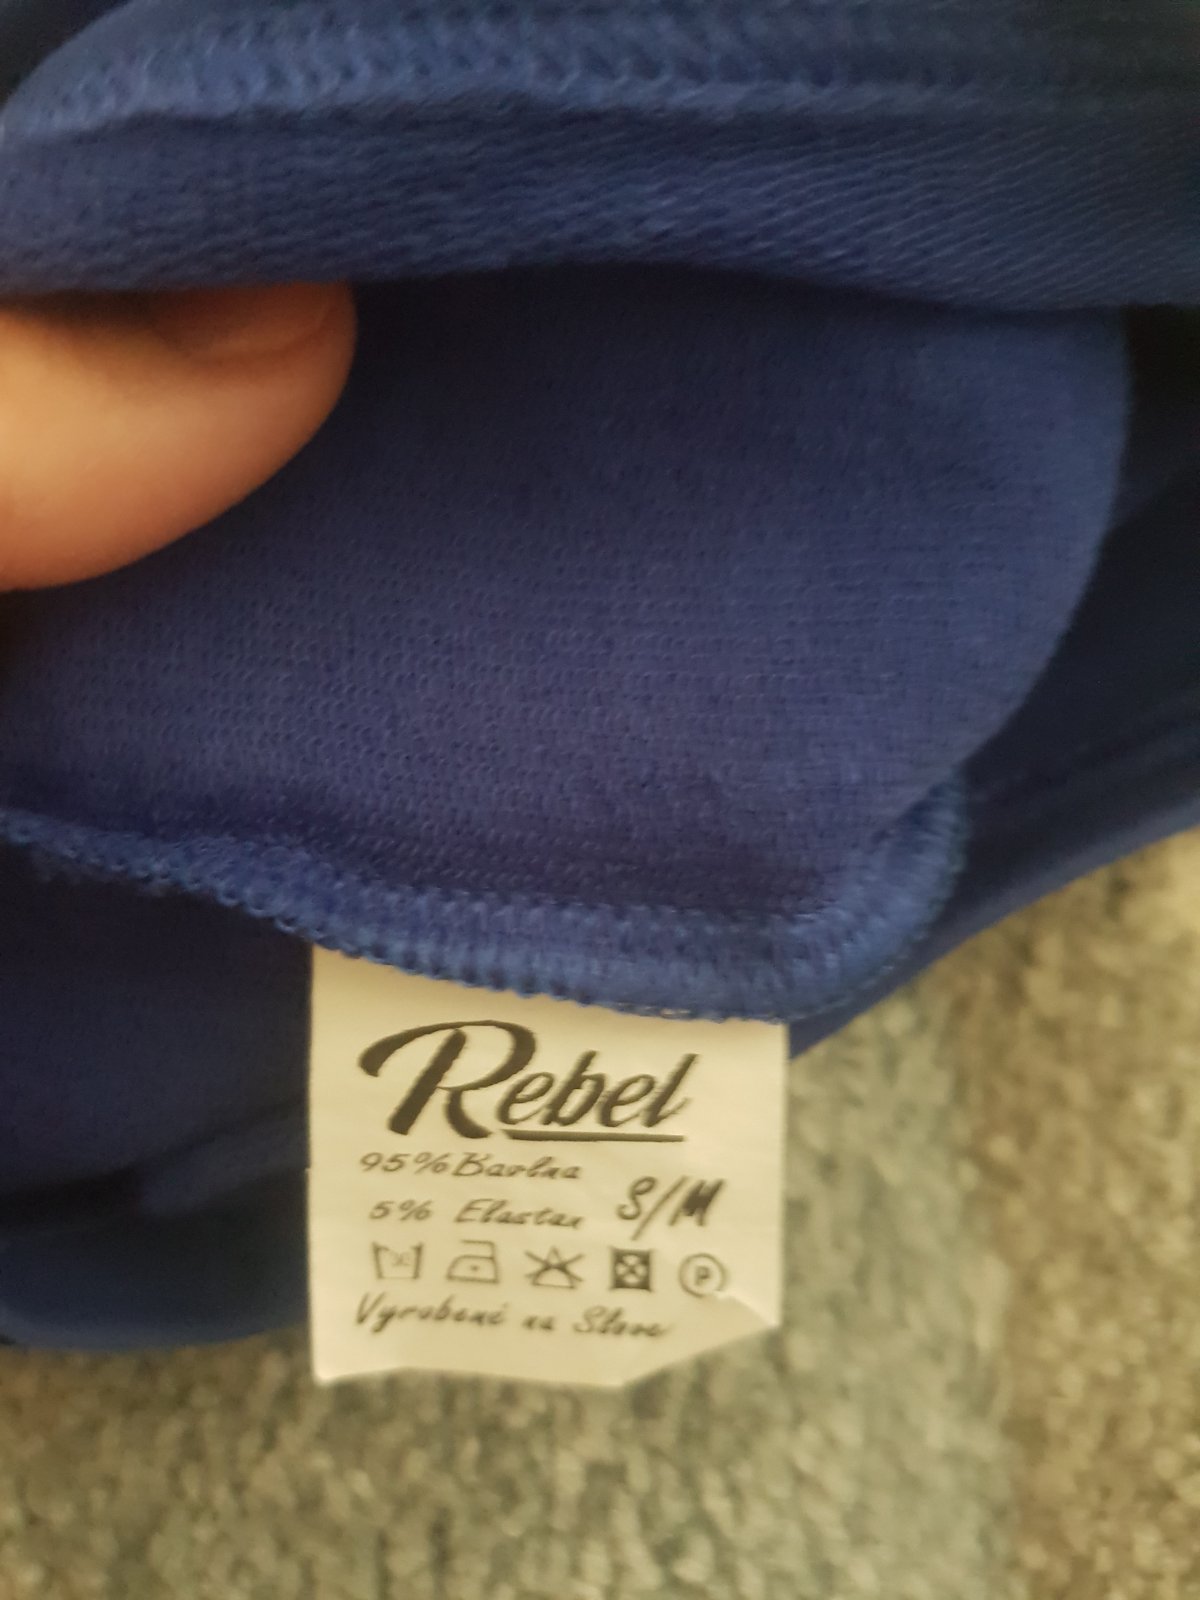 Rebel
95% Bavlna
5% Elastan S/M
P
Vyrobené na Slove